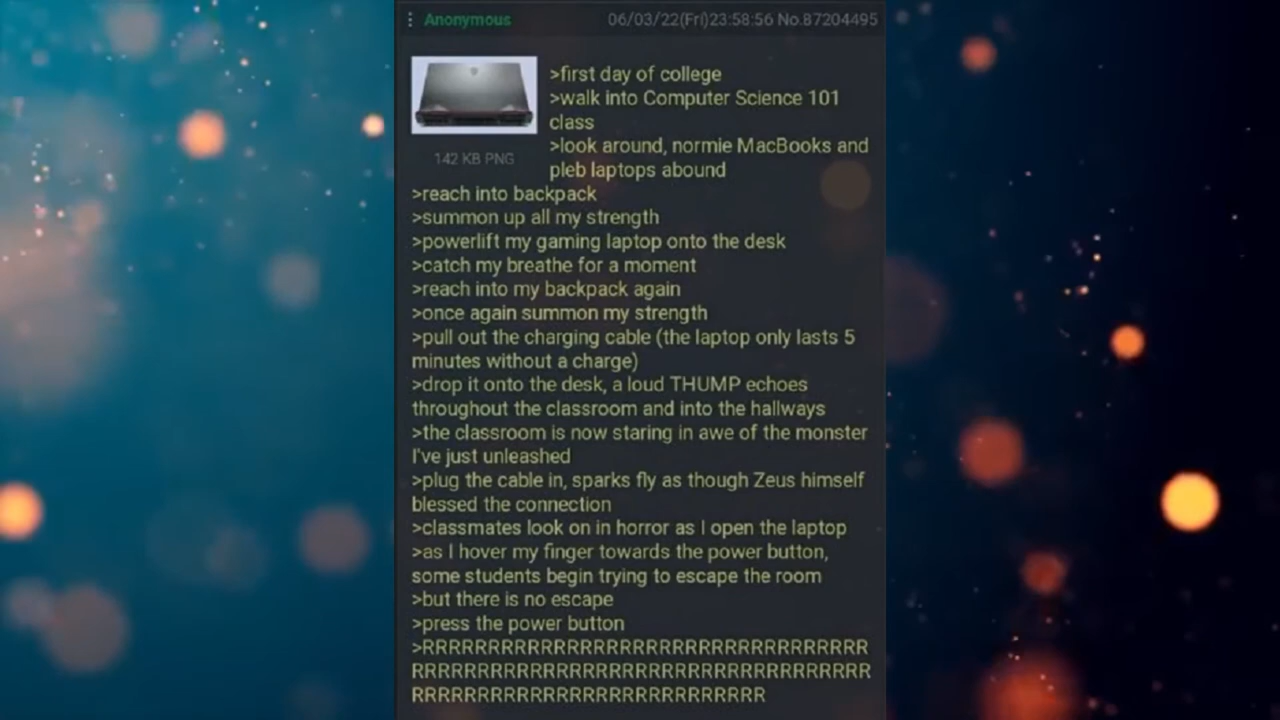 Anonymous 06/03/22(Fri)23:58:56 No.87204495
142 KB PNG
>first day of college
>walk into Computer Science 101
class
>look around, normie MacBooks and
pleb laptops abound
>reach into backpack
>summon up all my strength
>powerlift my gaming laptop onto the desk
>catch my breathe for a moment
>reach into my backpack again
>once again summon my strength
>pull out the charging cable (the laptop only lasts 5
minutes without a charge)
>drop it onto the desk, a loud THUMP echoes
throughout the classroom and into the hallways
>the classroom is now staring in awe of the monster
I've just unleashed
>plug the cable in, sparks fly as though Zeus himself
blessed the connection
>classmates look on in horror as I open the laptop
>as I hover my finger towards the power button,
some students begin trying to escape the room
>but there is no escape
>press the power button
>RRRRRRRRRRRRRRRRRRRRRRRRRRRRRRRRRR
RRRRRRRRRRRRRRRRRRRRRRRRRRRRRRRRRRR
RRRRRRRRRRRRRRRRRRRRRRRRRRR